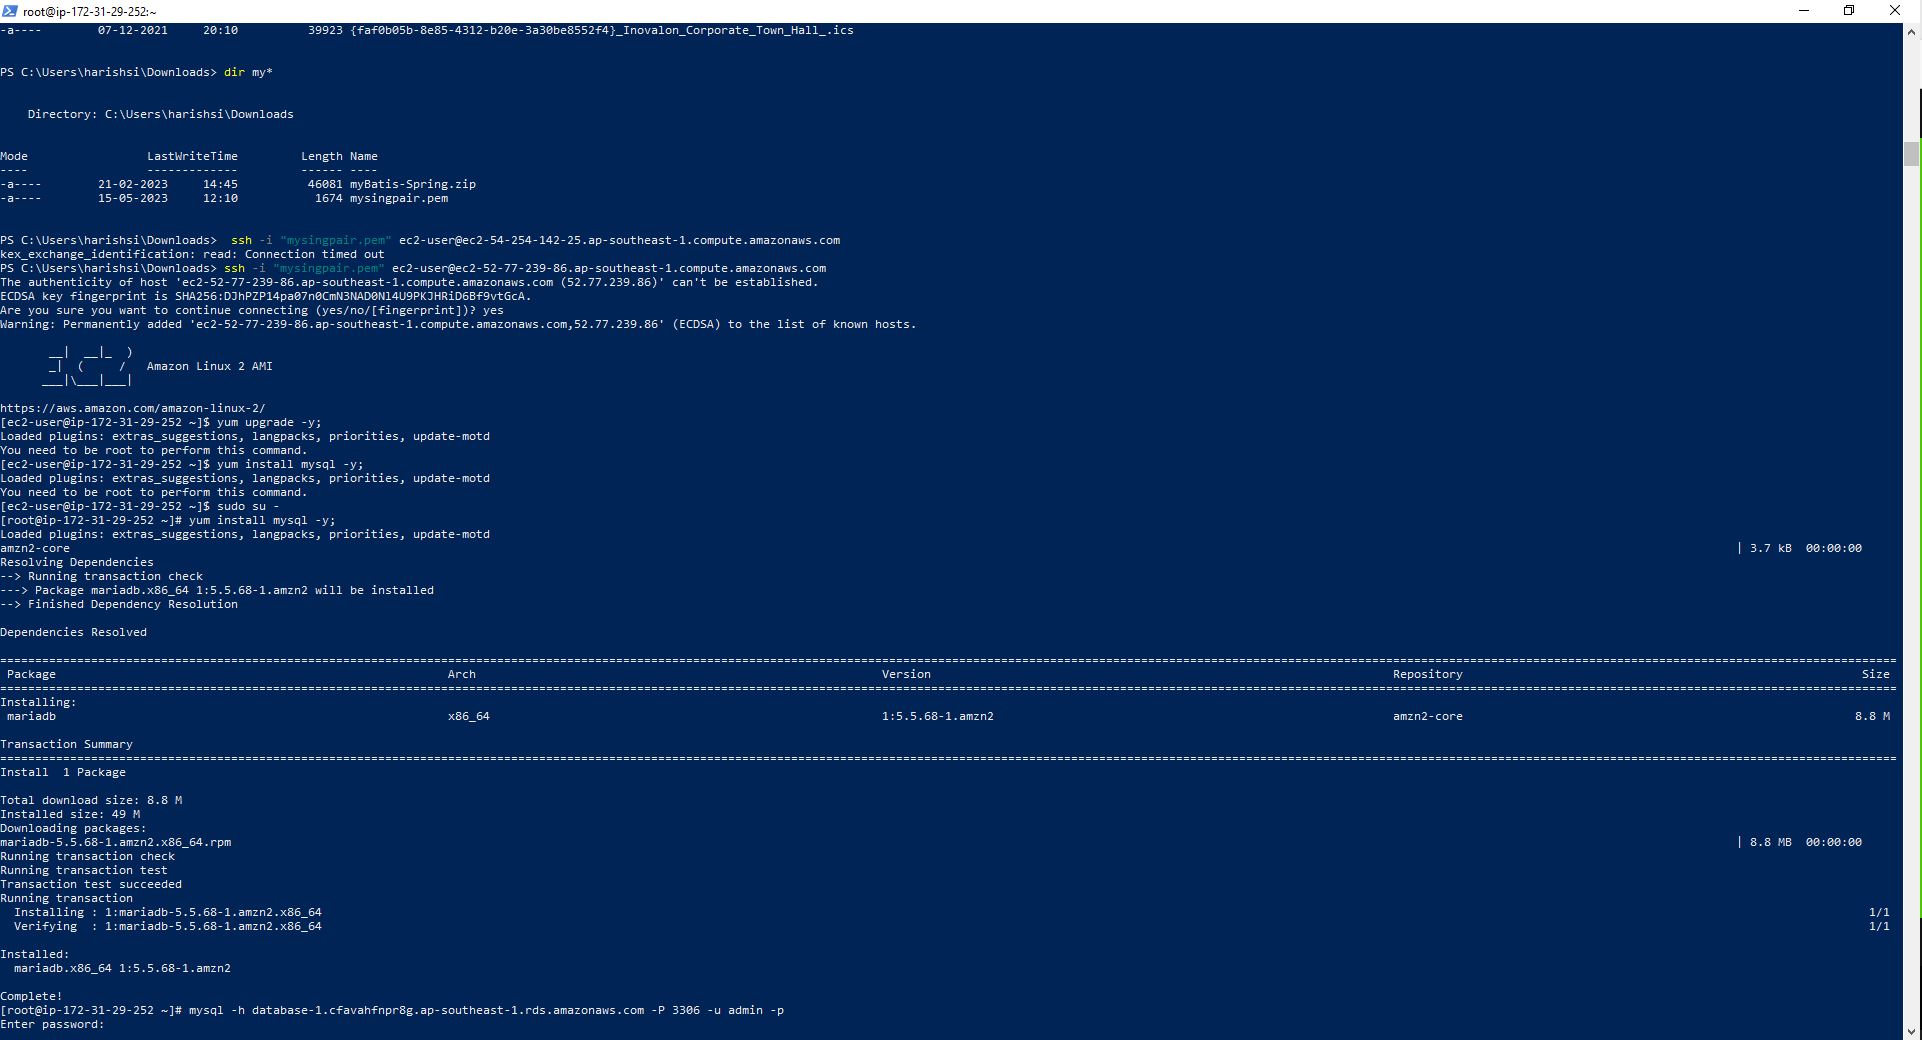 root@ip-172-31-29-252:~
-a----        07-12-2021     20:10          39923 {faf0b05b-8e85-4312-b20e-3a30be8552f4}_Inovalon_Corporate_Town_Hall_.ics
PS C:\Users\harishsi\Downloads> dir my*
    Directory: C:\Users\harishsi\Downloads
Mode                 LastWriteTime         Length Name
----                 -------------         ------ ----
-a----        21-02-2023     14:45          46081 myBatis-Spring.zip
-a----        15-05-2023     12:10           1674 mysingpair.pem
PS C:\Users\harishsi\Downloads>  ssh -i "mysingpair.pem" ec2-user@ec2-54-254-142-25.ap-southeast-1.compute.amazonaws.com
kex_exchange_identification: read: Connection timed out
PS C:\Users\harishsi\Downloads> ssh -i "mysingpair.pem" ec2-user@ec2-52-77-239-86.ap-southeast-1.compute.amazonaws.com
The authenticity of host 'ec2-52-77-239-86.ap-southeast-1.compute.amazonaws.com (52.77.239.86)' can't be established.
ECDSA key fingerprint is SHA256:DJhPZP14pa07n0CmN3NAD0Nl4U9PKJHRiD6Bf9vtGcA.
Are you sure you want to continue connecting (yes/no/[fingerprint])? yes
Warning: Permanently added 'ec2-52-77-239-86.ap-southeast-1.compute.amazonaws.com,52.77.239.86' (ECDSA) to the list of known hosts.
       __|  __|_  )
       _|  (     /   Amazon Linux 2 AMI
      ___|\___|___|
https://aws.amazon.com/amazon-linux-2/
[ec2-user@ip-172-31-29-252 ~]$ yum upgrade -y;
Loaded plugins: extras_suggestions, langpacks, priorities, update-motd
You need to be root to perform this command.
[ec2-user@ip-172-31-29-252 ~]$ yum install mysql -y;
Loaded plugins: extras_suggestions, langpacks, priorities, update-motd
You need to be root to perform this command.
[ec2-user@ip-172-31-29-252 ~]$ sudo su -
[root@ip-172-31-29-252 ~]# yum install mysql -y;
Loaded plugins: extras_suggestions, langpacks, priorities, update-motd
amzn2-core | 3.7 kB  00:00:00
Resolving Dependencies
--> Running transaction check
---> Package mariadb.x86_64 1:5.5.68-1.amzn2 will be installed
--> Finished Dependency Resolution
Dependencies Resolved
Package Arch Version Repository Size
Installing:
mariadb x86_64 1:5.5.68-1.amzn2 amzn2-core 8.8 M
Transaction Summary
Install  1 Package
Total download size: 8.8 M
Installed size: 49 M
Downloading packages:
mariadb-5.5.68-1.amzn2.x86_64.rpm | 8.8 MB  00:00:00
Running transaction check
Running transaction test
Transaction test succeeded
Running transaction
  Installing : 1:mariadb-5.5.68-1.amzn2.x86_64 1/1
  Verifying  : 1:mariadb-5.5.68-1.amzn2.x86_64 1/1
Installed:
  mariadb.x86_64 1:5.5.68-1.amzn2
Complete!
[root@ip-172-31-29-252 ~]# mysql -h database-1.cfavahfnpr8g.ap-southeast-1.rds.amazonaws.com -P 3306 -u admin -p
Enter password: